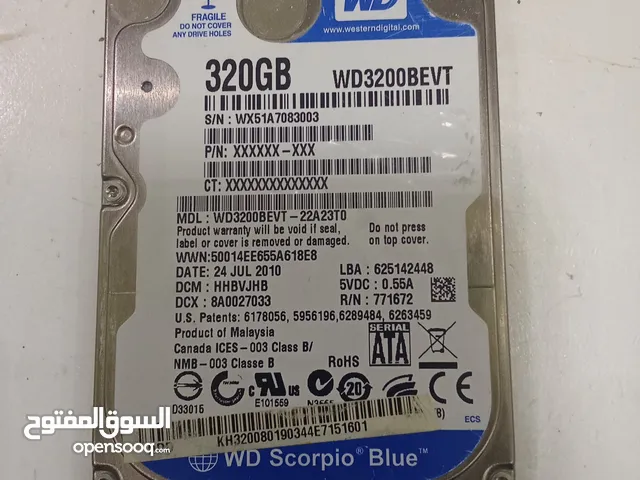 FRAGILE
DO NOT COVER
ANY DRIVE HOLES
WD
www.westerndigital.com
320GB WD3200BEVT
S/N : WX51A7083003
P/N: XXXXXX-XXX
CT: XXXXXXXXXXXXXXX
MDL: WD3200BEVT-22A23T0
Product warranty will be void if seal, label or cover is removed or damaged.
Do not press on top cover.
WWN:50014EE655A618E8
DATE: 24 JUL 2010 LBA: 625142448
DCM: HHBVJHB 5VDC: 0.55A
DCX: 8A0027033 R/N: 771672
U.S. Patents: 6178056, 5956196,6289484, 6263459
Product of Malaysia
Canada ICES-003 Class B/
NMB-003 Classe B
RoHS
SERIAL
ATA
20
D33016 E101559
ECS
KH320080190344E7151601
WD Scorpio® Blue™
السوق المفتوح
opensooq.com